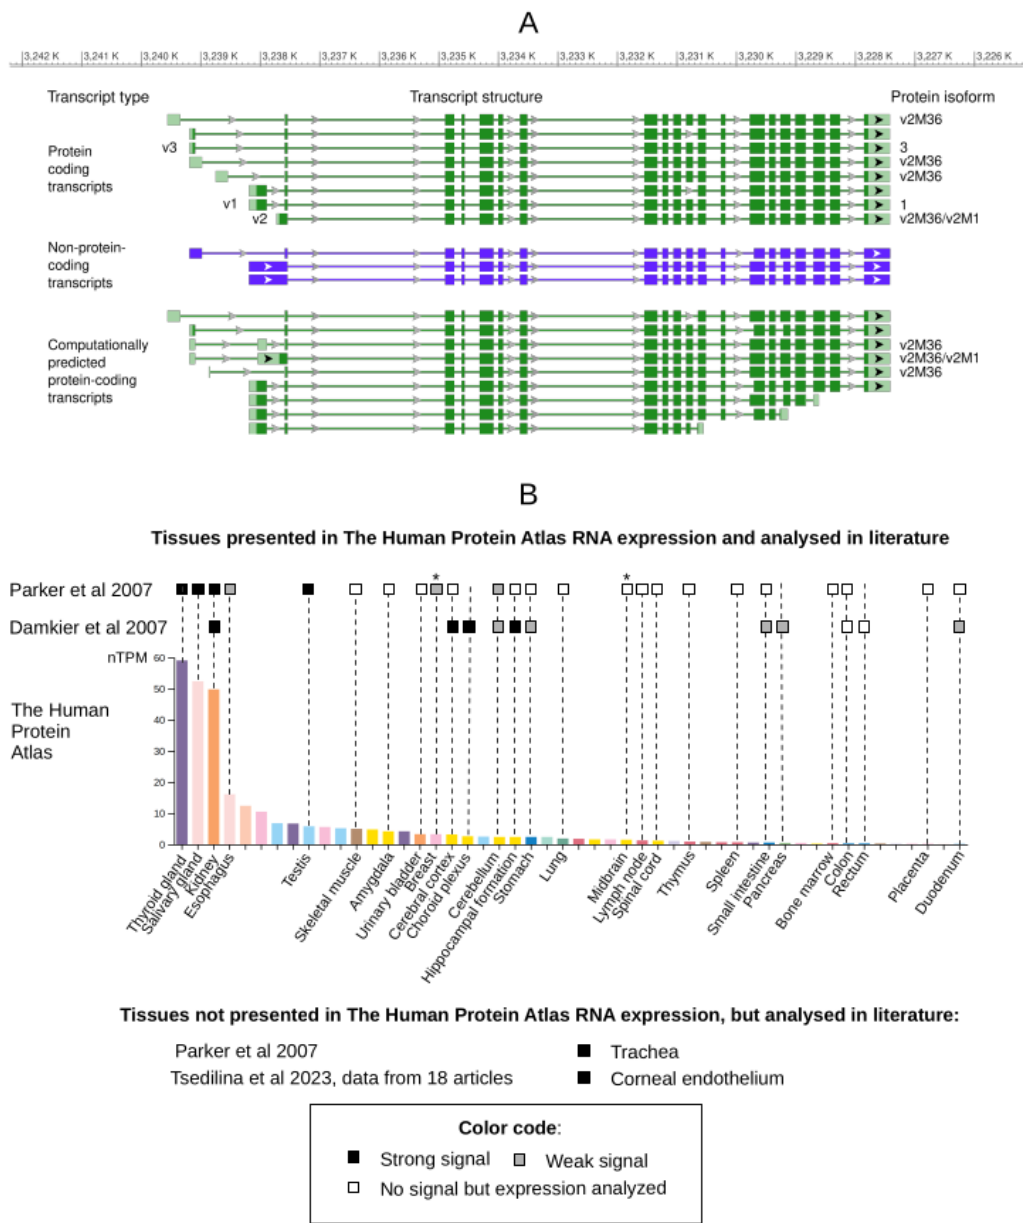 A
3,242 K 3,241 K 3,240 K 3,239 K 3,238 K 3,237 K 3,236 K 3,235 K 3,234 K 3,233 K 3,232 K 3,231 K 3,230 K 3,229 K 3,228 K 3,227 K 3,226 K
Transcript type Transcript structure Protein isoform
v2M36
Protein
coding
transcripts
v3 3
v2M36
v2M36
v1 1
v2 v2M36/v2M1
Non-protein-
coding
transcripts
Computationally
predicted
protein-coding
transcripts
v2M36
v2M36/v2M1
v2M36
B
Tissues presented in The Human Protein Atlas RNA expression and analysed in literature
* *
Parker et al 2007
Damkier et al 2007
nTPM
60
50
40
30
20
10
0
The Human
Protein
Atlas
Thyroid gland
Salivary gland
Kidney
Esophagus
Testis
Skeletal muscle
Amygdala
Urinary bladder
Breast
Cerebral cortex
Choroid plexus
Cerebellum
Hippocampal formation
Stomach
Lung
Midbrain
Lymph node
Spinal cord
Thymus
Spleen
Small intestine
Pancreas
Bone marrow
Colon
Rectum
Placenta
Duodenum
Tissues not presented in The Human Protein Atlas RNA expression, but analysed in literature:
Parker et al 2007 Trachea
Tsedilina et al 2023, data from 18 articles Corneal endothelium
Color code:
Strong signal Weak signal
No signal but expression analyzed